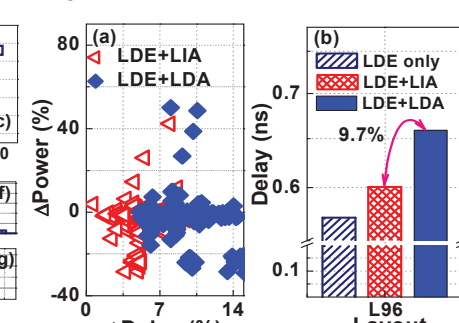 c)
0
f)
g)
(a)
LDE+LIA
LDE+LDA
80
40
0
-40
ΔPower (%)
0 7 14
(b)
LDE only
LDE+LIA
LDE+LDA
9.7%
0.7
0.6
0.1
Delay (ns)
L96